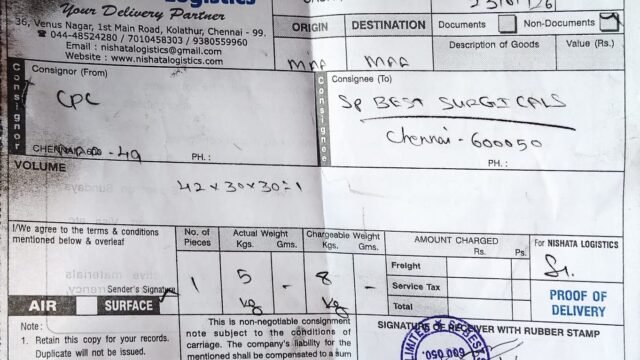 Logistics
Your Delivery Partner
36, Venus Nagar, 1st Main Road, Kolathur, Chennai - 99.
044-48524280 / 7010458303 / 9380559960
Email : nishatalogistics@gmail.com
Website : www.nishatalogistics.com
ORIGIN
DESTINATION
MAA
MAA
Documents
Non-Documents
Description of Goods
Value (Rs.)
Consignor
Consignor (From)
CPC
CHENNAI
- 49
PH. :
Consignee
Consignee (To)
SP BEST SURGICALS
Chennai - 600050
PH. :
VOLUME
42 x 30 x 30 = 1
I/We agree to the terms & conditions
mentioned below & overleaf
Sender's Signature
AIR
SURFACE
No. of Pieces
1
Actual Weight
Kgs. Gms.
5 -
kg
Chargeable Weight
Kgs. Gms.
8 -
kg
AMOUNT CHARGED
Rs. Ps.
Freight
Service Tax
Total
For NISHATA LOGISTICS
PROOF OF
DELIVERY
Note :
1. Retain this copy for records.
Duplicate will not be issued.
This is non-negotiable consignment
note subject to the conditions of
carriage. The company's liability for
the mentioned shall be compensated to a sum
SIGNATURE OF RECEIVER WITH RUBBER STAMP